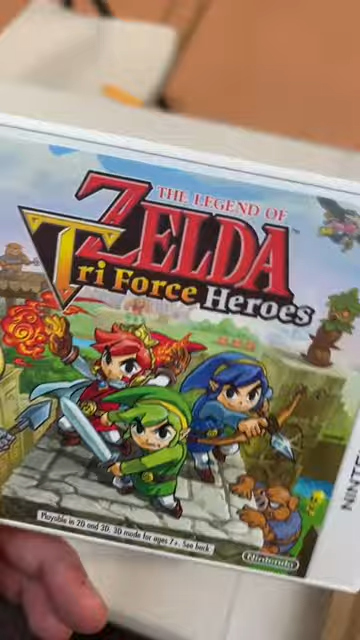 THE LEGEND OF
ZELDA™
Tri Force Heroes
Playable in 2D and 3D. 3D mode for ages 7+. See back.
Nintendo